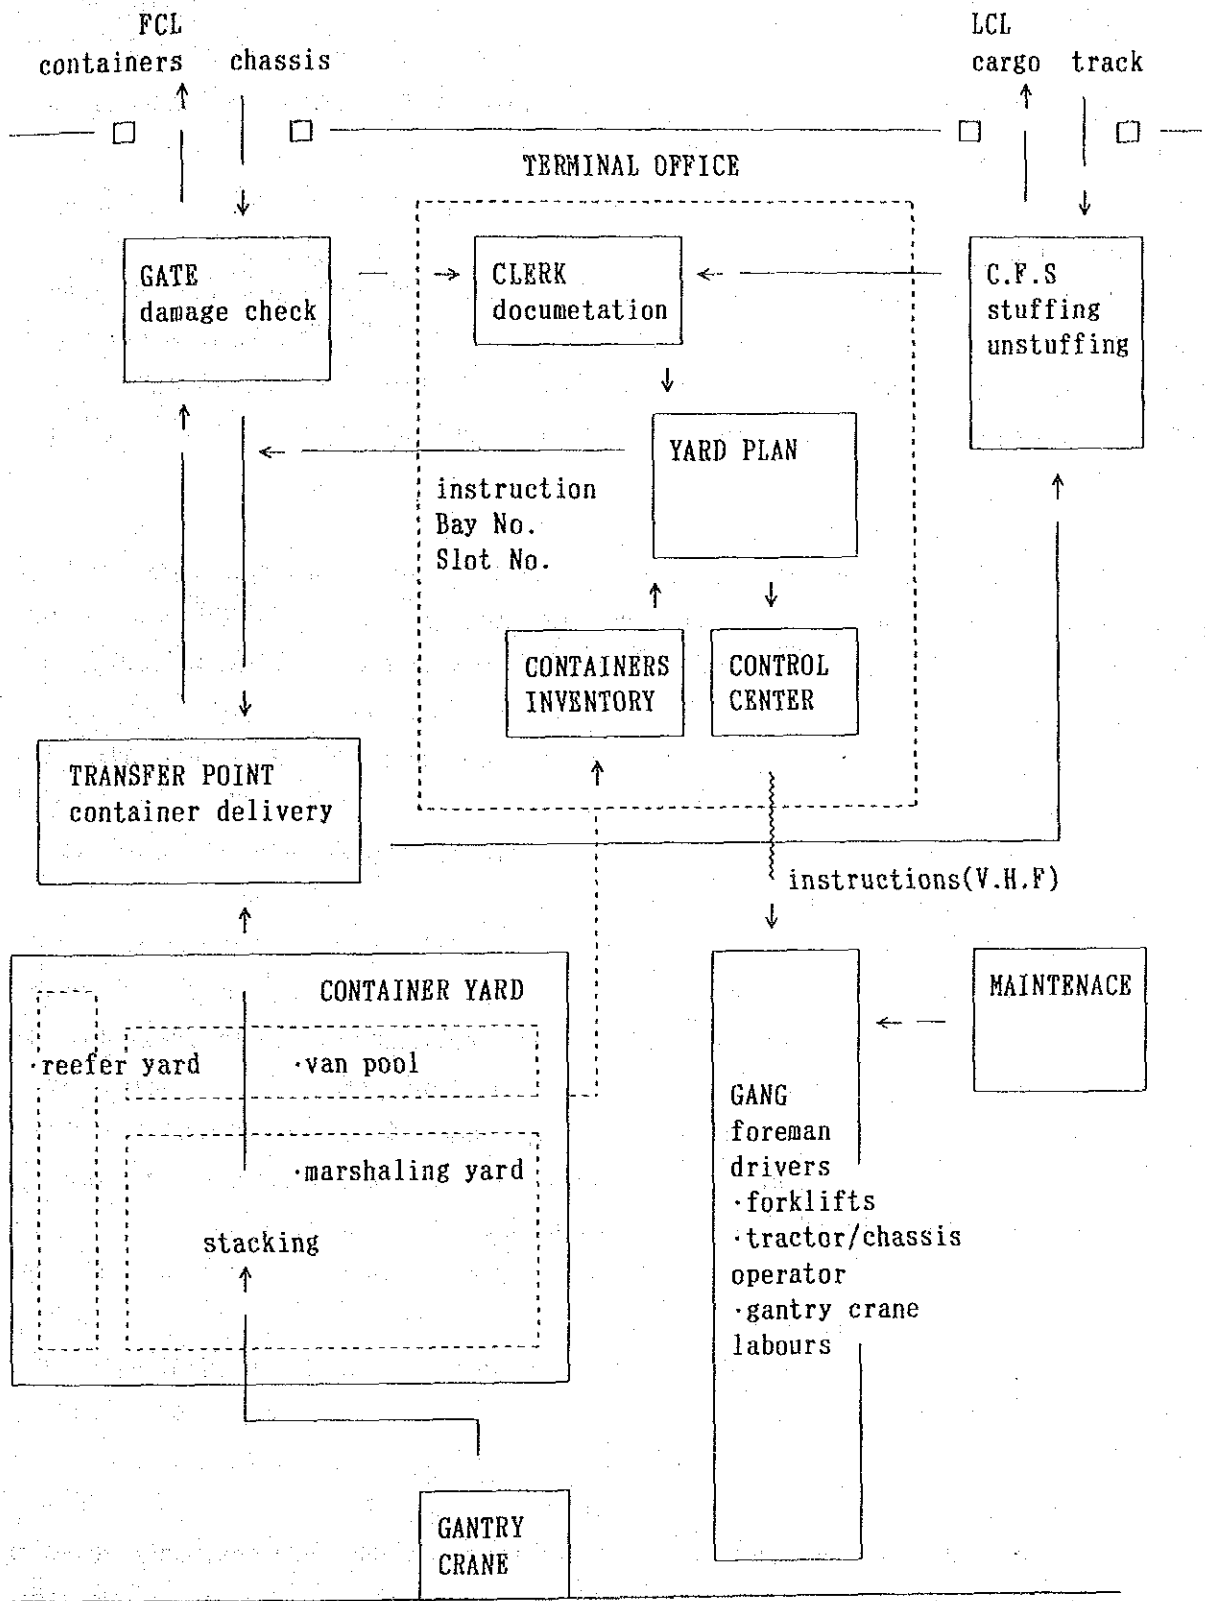 FCL
containers chassis
LCL
cargo track
TERMINAL OFFICE
GATE
damage check
CLERK
documetation
C.F.S
stuffing
unstuffing
YARD PLAN
instruction
Bay No.
Slot No.
CONTAINERS
INVENTORY
CONTROL
CENTER
TRANSFER POINT
container delivery
instructions(V.H.F)
CONTAINER YARD
·reefer yard
·van pool
·marshaling yard
stacking
MAINTENACE
GANG
foreman
drivers
·forklifts
·tractor/chassis
operator
·gantry crane
labours
GANTRY
CRANE